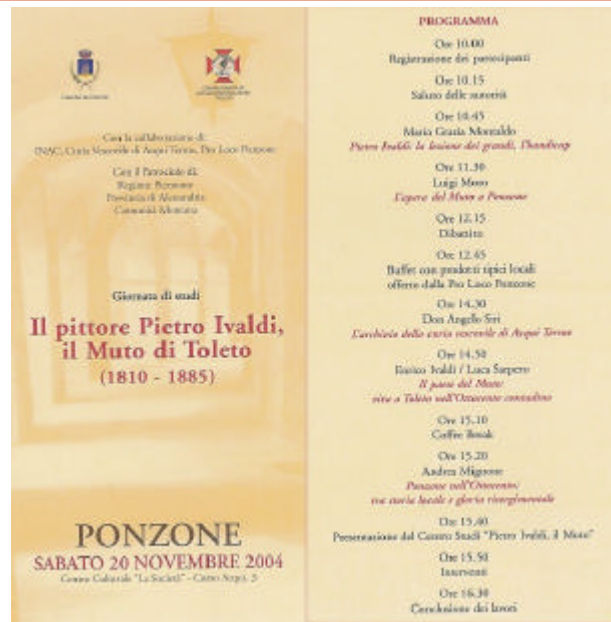 Con la collaborazione di:
INAC, Curia Vescovile di Acqui Terme, Pro Loco Ponzone
Con il Patrocinio di:
Regione Piemonte
Provincia di Alessandria
Comunità Montana
Giornata di studi
Il pittore Pietro Ivaldi,
il Muto di Toleto
(1810 - 1885)
PONZONE
SABATO 20 NOVEMBRE 2004
Centro Culturale "La Società" - Corso Acqui, 3
PROGRAMMA
Ore 10.00
Registrazione dei partecipanti
Ore 10.15
Saluto delle autorità
Ore 10.45
Maria Grazia Montaldo
Pietro Ivaldi: la lezione dei grandi, l'handicap
Ore 11.30
Luigi Moro
L'opera del Muto a Ponzone
Ore 12.15
Dibattito
Ore 12.45
Buffet con prodotti tipici locali
offerto dalla Pro Loco Ponzone
Ore 14.30
Don Angelo Siri
L'archivio della curia vescovile di Acqui Terme
Ore 14.50
Enrico Ivaldi / Luca Sarpero
Il paese del Muto:
vita a Toleto nell'Ottocento contadino
Ore 15.10
Coffee Break
Ore 15.20
Andrea Mignone
Ponzone nell'Ottocento:
tra storia locale e gloria risorgimentale
Ore 15.40
Presentazione del Centro Studi "Pietro Ivaldi, il Muto"
Ore 15.50
Interventi
Ore 16.30
Conclusione dei lavori